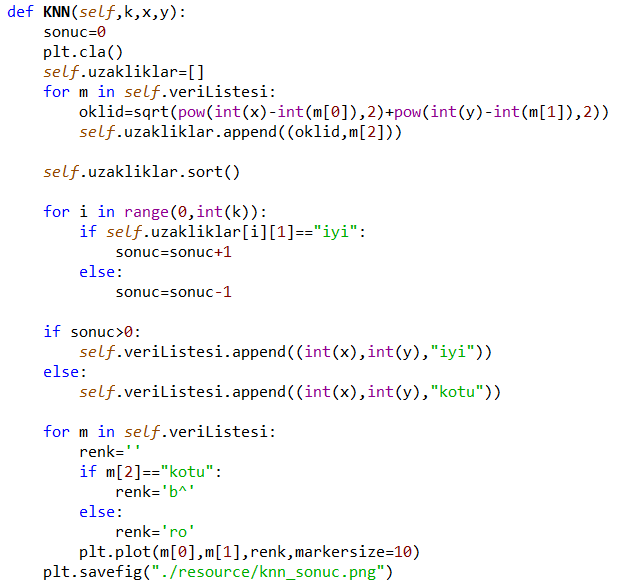 def KNN(self,k,x,y):
    sonuc=0
    plt.cla()
    self.uzakliklar=[]
    for m in self.veriListesi:
        oklid=sqrt(pow(int(x)-int(m[0]),2)+pow(int(y)-int(m[1]),2))
        self.uzakliklar.append((oklid,m[2]))

    self.uzakliklar.sort()

    for i in range(0,int(k)):
        if self.uzakliklar[i][1]=="iyi":
            sonuc=sonuc+1
        else:
            sonuc=sonuc-1

    if sonuc>0:
        self.veriListesi.append((int(x),int(y),"iyi"))
    else:
        self.veriListesi.append((int(x),int(y),"kotu"))

    for m in self.veriListesi:
        renk=''
        if m[2]=="kotu":
            renk='b^'
        else:
            renk='ro'
        plt.plot(m[0],m[1],renk,markersize=10)
    plt.savefig("./resource/knn_sonuc.png")